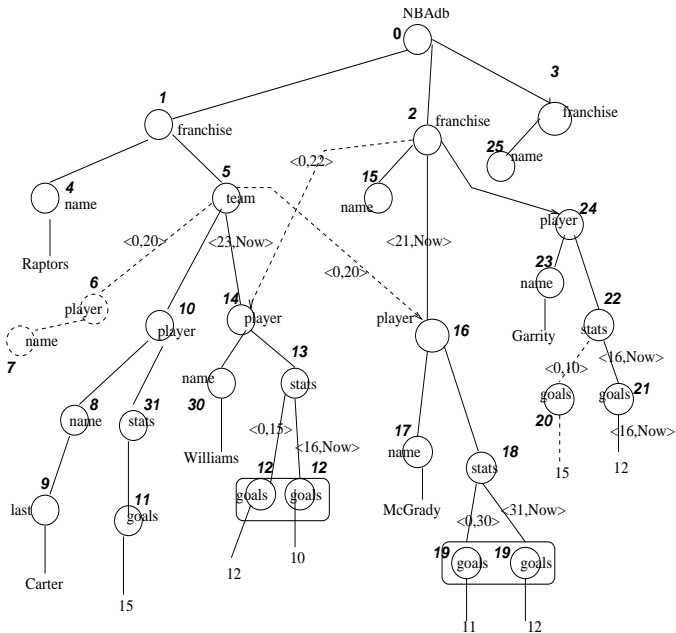 NBAdb
0
3
franchise
1
franchise
2
franchise
25
name
<0,22>
4
name
5
team
15
name
player
24
<0,20>
<23,Now>
<21,Now>
Raptors
<0,20>
23
name
6
player
22
stats
10
player
14
player
player
16
Garrity
7
name
<0,10>
<16,Now>
13
stats
name
30
goals
20
goals
21
8
name
31
stats
<0,15>
<16,Now>
17
name
<16,Now>
Williams
18
stats
15
12
9
last
11
goals
12
goals
12
goals
McGrady
<0,30>
<31,Now>
10
12
19
goals
19
goals
Carter
15
11
12